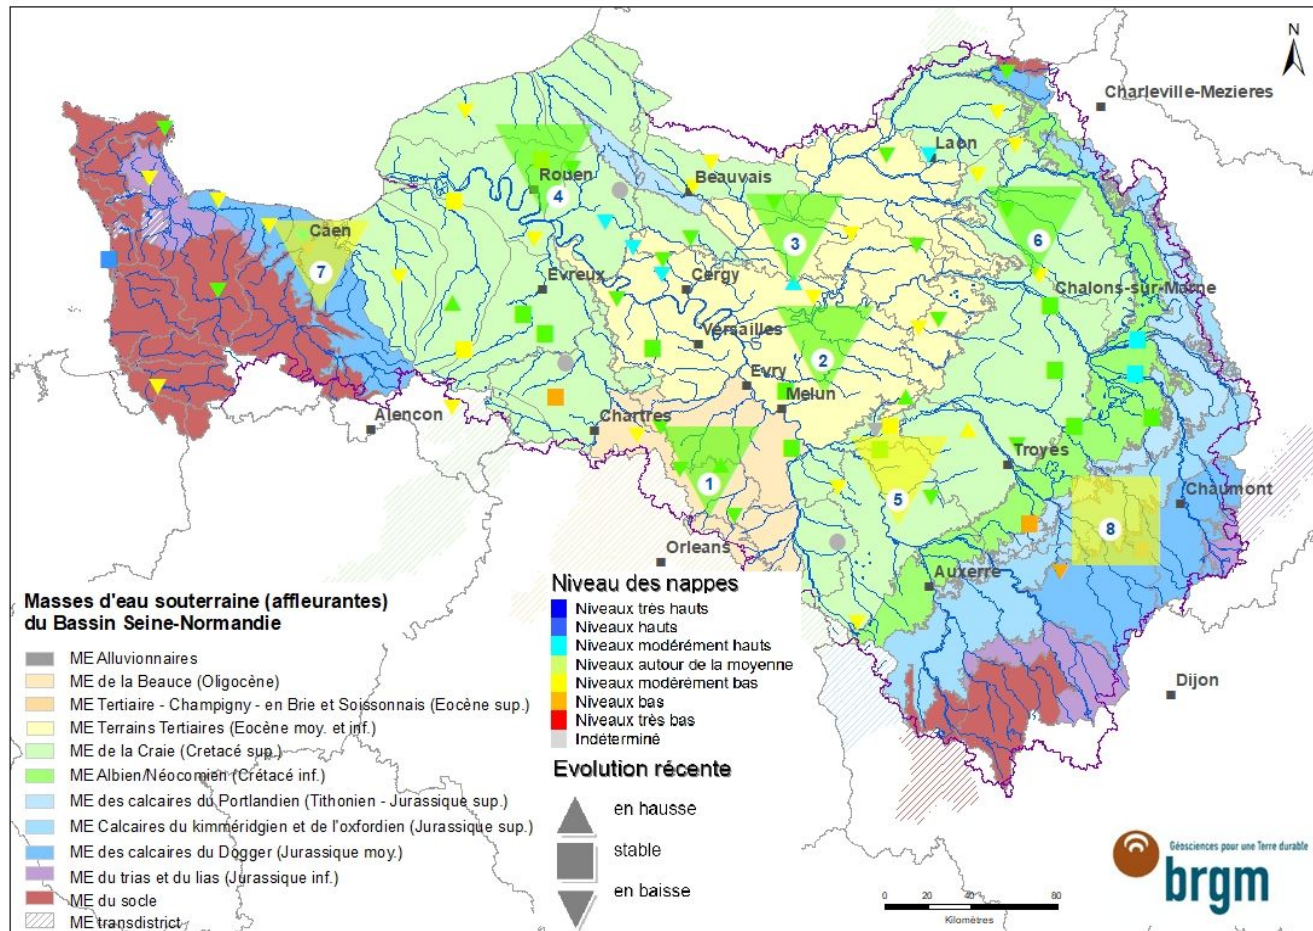 N
Charleville-Mezieres
Laon
Rouen
Beauvais
4
3
6
Caen
7
Evreux
Cergy
Chalons-sur-Marne
Versailles
2
Evry
Melun
Alençon
Chartres
Troyes
1
5
Chaumont
8
Orleans
Auxerre
Dijon
Masses d'eau souterraine (affleurantes)
du Bassin Seine-Normandie
ME Alluvionnaires
ME de la Beauce (Oligocène)
ME Tertiaire - Champigny - en Brie et Soissonnais (Eocène sup.)
ME Terrains Tertiaires (Eocène moy. et inf.)
ME de la Craie (Cretacé sup.)
ME Albien/Néocomien (Crétacé inf.)
ME des calcaires du Portlandien (Tithonien - Jurassique sup.)
ME Calcaires du kimméridgien et de l'oxfordien (Jurassique sup.)
ME des calcaires du Dogger (Jurassique moy.)
ME du trias et du lias (Jurassique inf.)
ME du socle
ME transdistrict
Niveau des nappes
Niveaux très hauts
Niveaux hauts
Niveaux modérément hauts
Niveaux autour de la moyenne
Niveaux modérément bas
Niveaux bas
Niveaux très bas
Indéterminé
Evolution récente
en hausse
stable
en baisse
0 20 40 60 80
Kilomètres
Géosciences pour une Terre durable
brgm